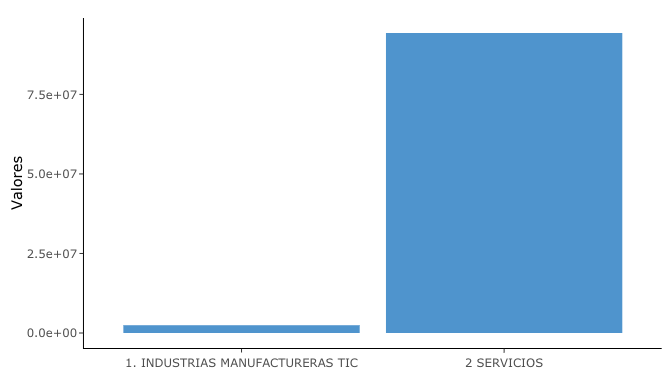 Valores
7.5e+07
5.0e+07
2.5e+07
0.0e+00
1. INDUSTRIAS MANUFACTURERAS TIC
2 SERVICIOS